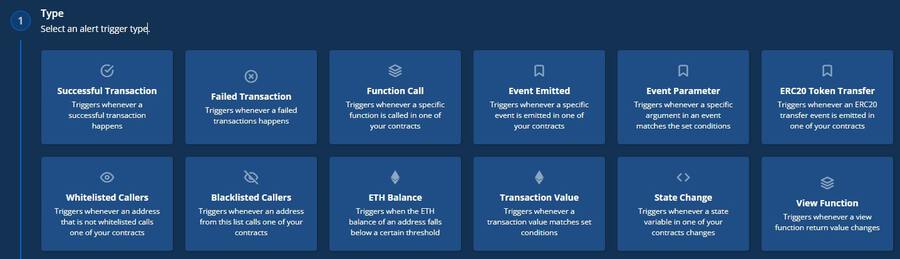 1
Type
Select an alert trigger type.
Successful Transaction
Triggers whenever a
successful transaction
happens
Failed Transaction
Triggers whenever a failed
transactions happens
Function Call
Triggers whenever a specific
function is called in one of
your contracts
Event Emitted
Triggers whenever a specific
event is emitted in one of
your contracts
Event Parameter
Triggers whenever a specific
argument in an event
matches the set conditions
ERC20 Token Transfer
Triggers whenever an ERC20
transfer event is emitted in
one of your contracts
Whitelisted Callers
Triggers whenever an address
that is not whitelisted calls
one of your contracts
Blacklisted Callers
Triggers whenever an address
from this list calls one of your
contracts
ETH Balance
Triggers when the ETH
balance of an address falls
below a certain threshold
Transaction Value
Triggers whenever a
transaction value matches set
conditions
State Change
Triggers whenever a state
variable in one of your
contracts changes
View Function
Triggers whenever a view
function return value changes